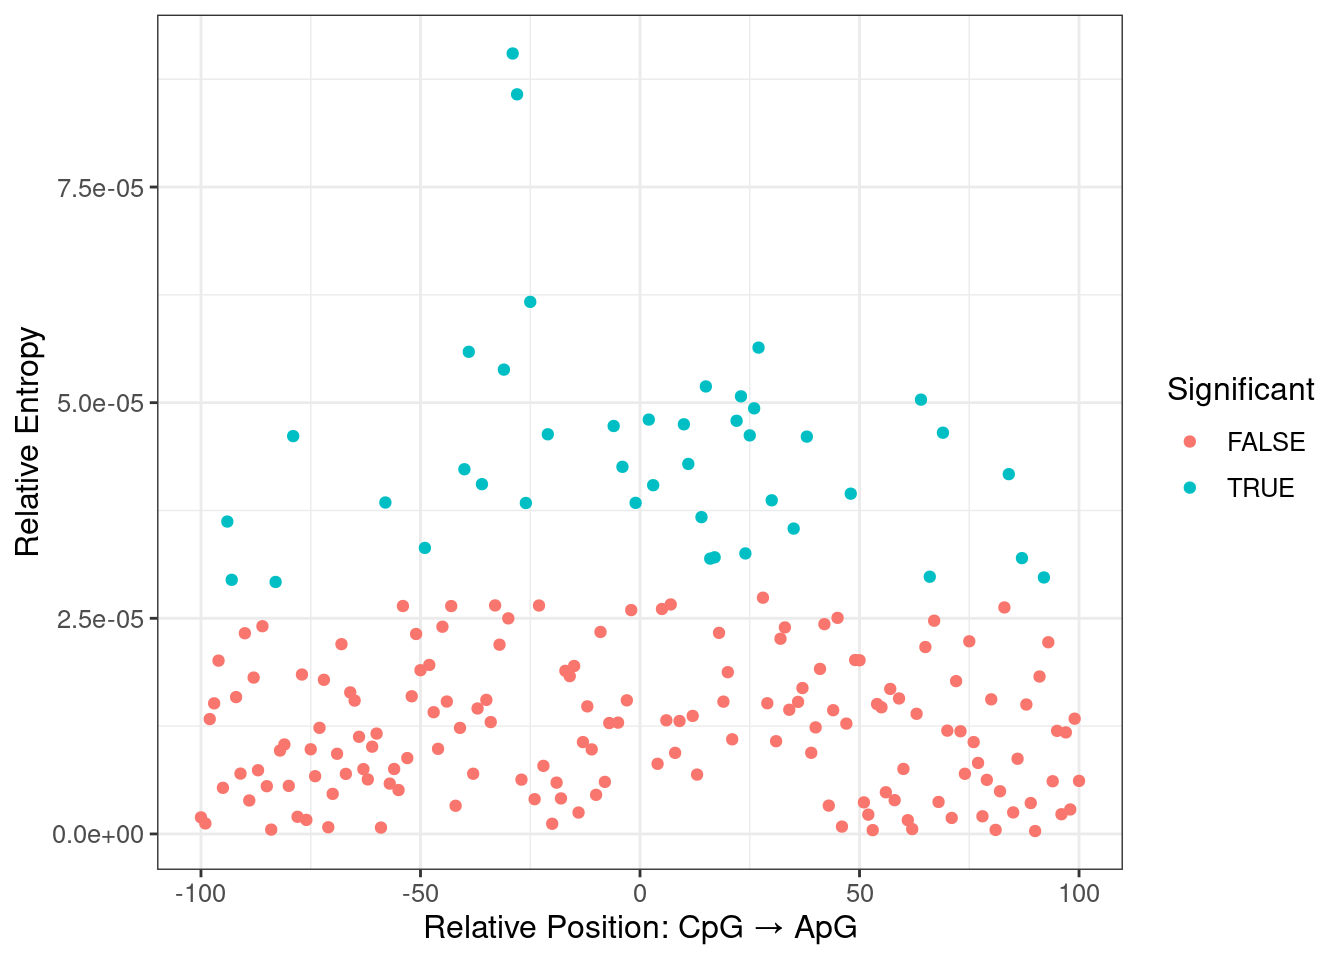 7.5e-05
5.0e-05
2.5e-05
0.0e+00
Relative Entropy
-100
-50
0
50
100
Relative Position: CpG → ApG
Significant
FALSE
TRUE